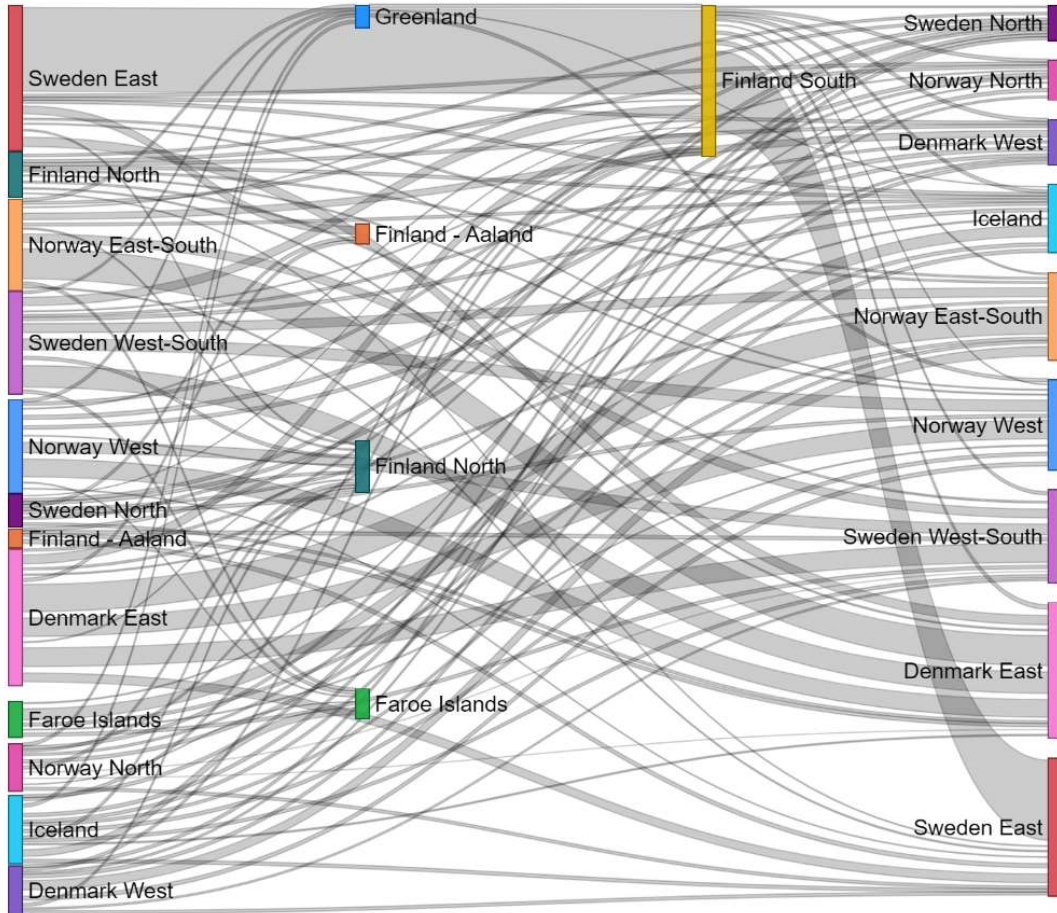 Sweden East
Finland North
Norway East-South
Sweden West-South
Norway West
Sweden North
Finland - Aaland
Denmark East
Faroe Islands
Norway North
Iceland
Denmark West
Greenland
Finland - Aaland
Finland North
Faroe Islands
Finland South
Sweden North
Norway North
Denmark West
Iceland
Norway East-South
Norway West
Sweden West-South
Denmark East
Sweden East